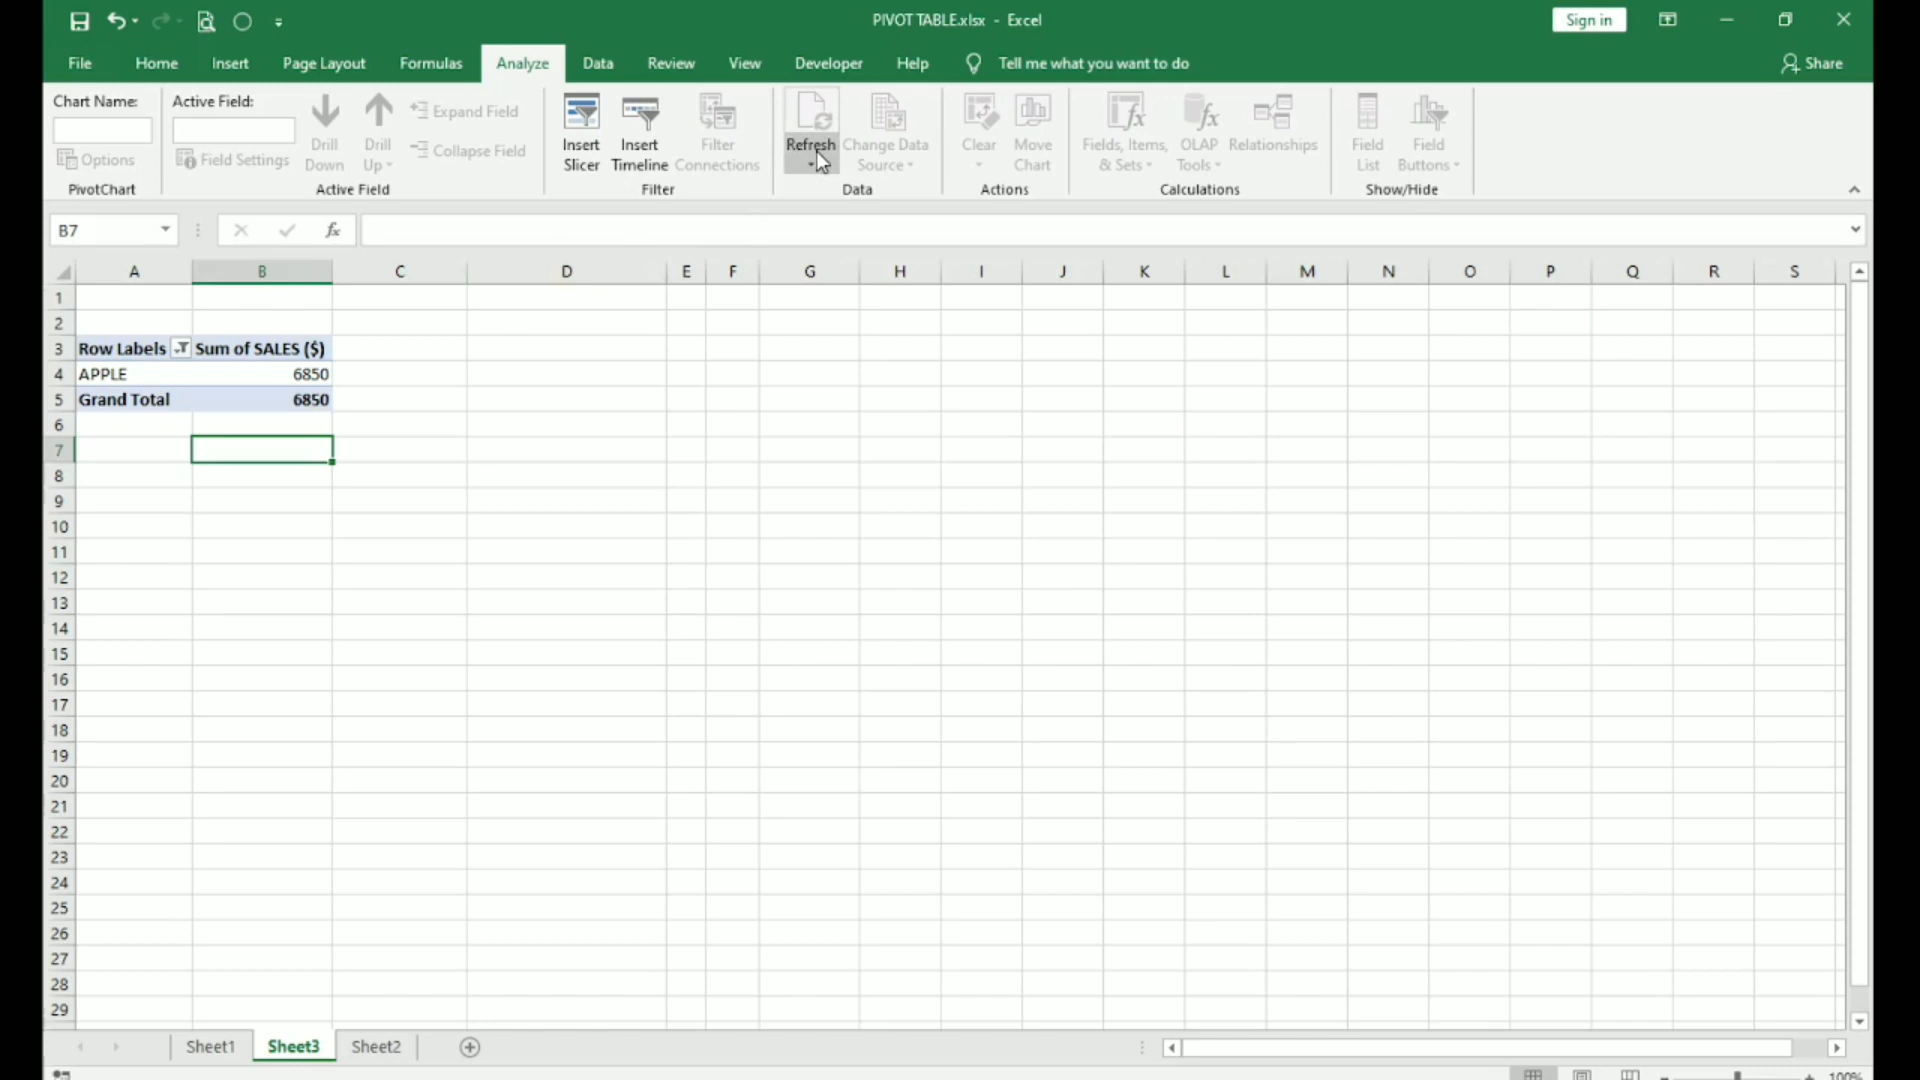 PIVOT TABLE.xlsx - Excel
Sign in
File Home Insert Page Layout Formulas Analyze Data Review View Developer Help Tell me what you want to do Share
Chart Name:
Options
PivotChart
Active Field:
Field Settings
Drill Down
Drill Up
Expand Field
Collapse Field
Active Field
Insert Slicer
Insert Timeline
Filter Connections
Filter
Refresh
Change Data Source
Data
Clear
Move Chart
Actions
Fields, Items, & Sets
OLAP Tools
Relationships
Calculations
Field List
Field Buttons
Show/Hide
B7 fx
A B C D E F G H I J K L M N O P Q R S
1
2
3 Row Labels Sum of SALES ($)
4 APPLE 6850
5 Grand Total 6850
6
7
8
9
10
11
12
13
14
15
16
17
18
19
20
21
22
23
24
25
26
27
28
29
Sheet1 Sheet3 Sheet2
100%